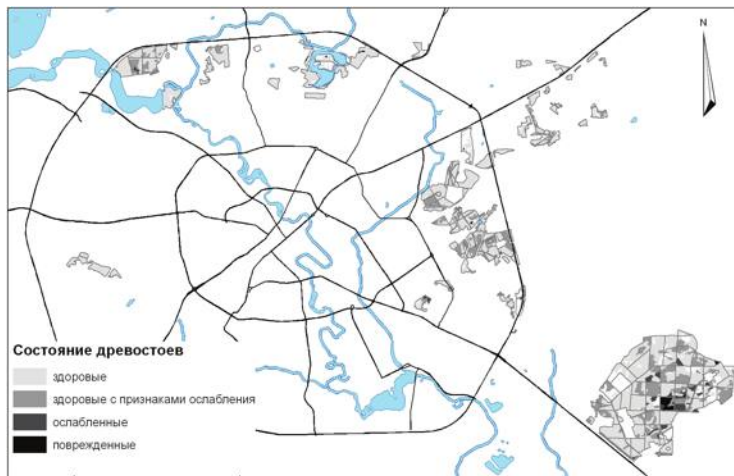 N
Состояние древостоев
здоровые
здоровые с признаками ослабления
ослабленные
поврежденные